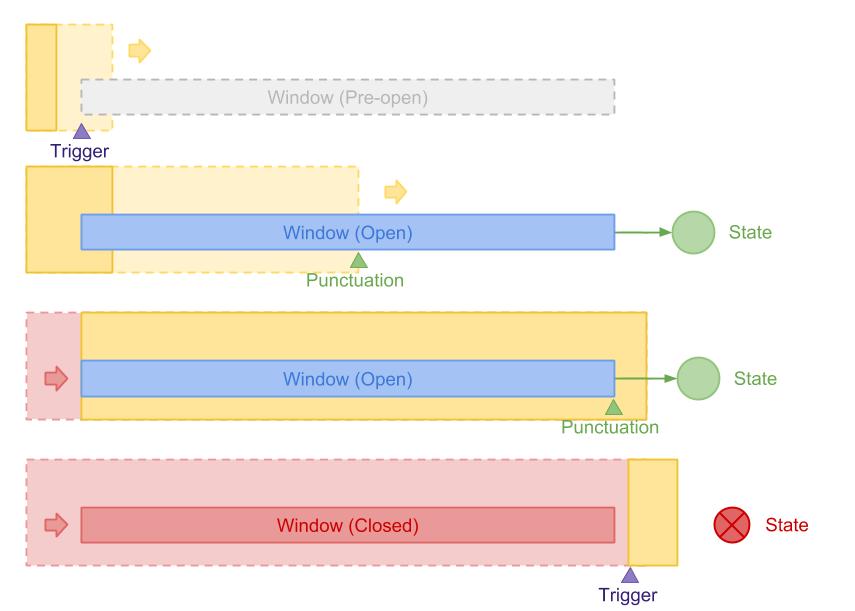 Window (Pre-open)
Trigger
Window (Open)
State
Punctuation
Window (Open)
State
Punctuation
Window (Closed)
State
Trigger